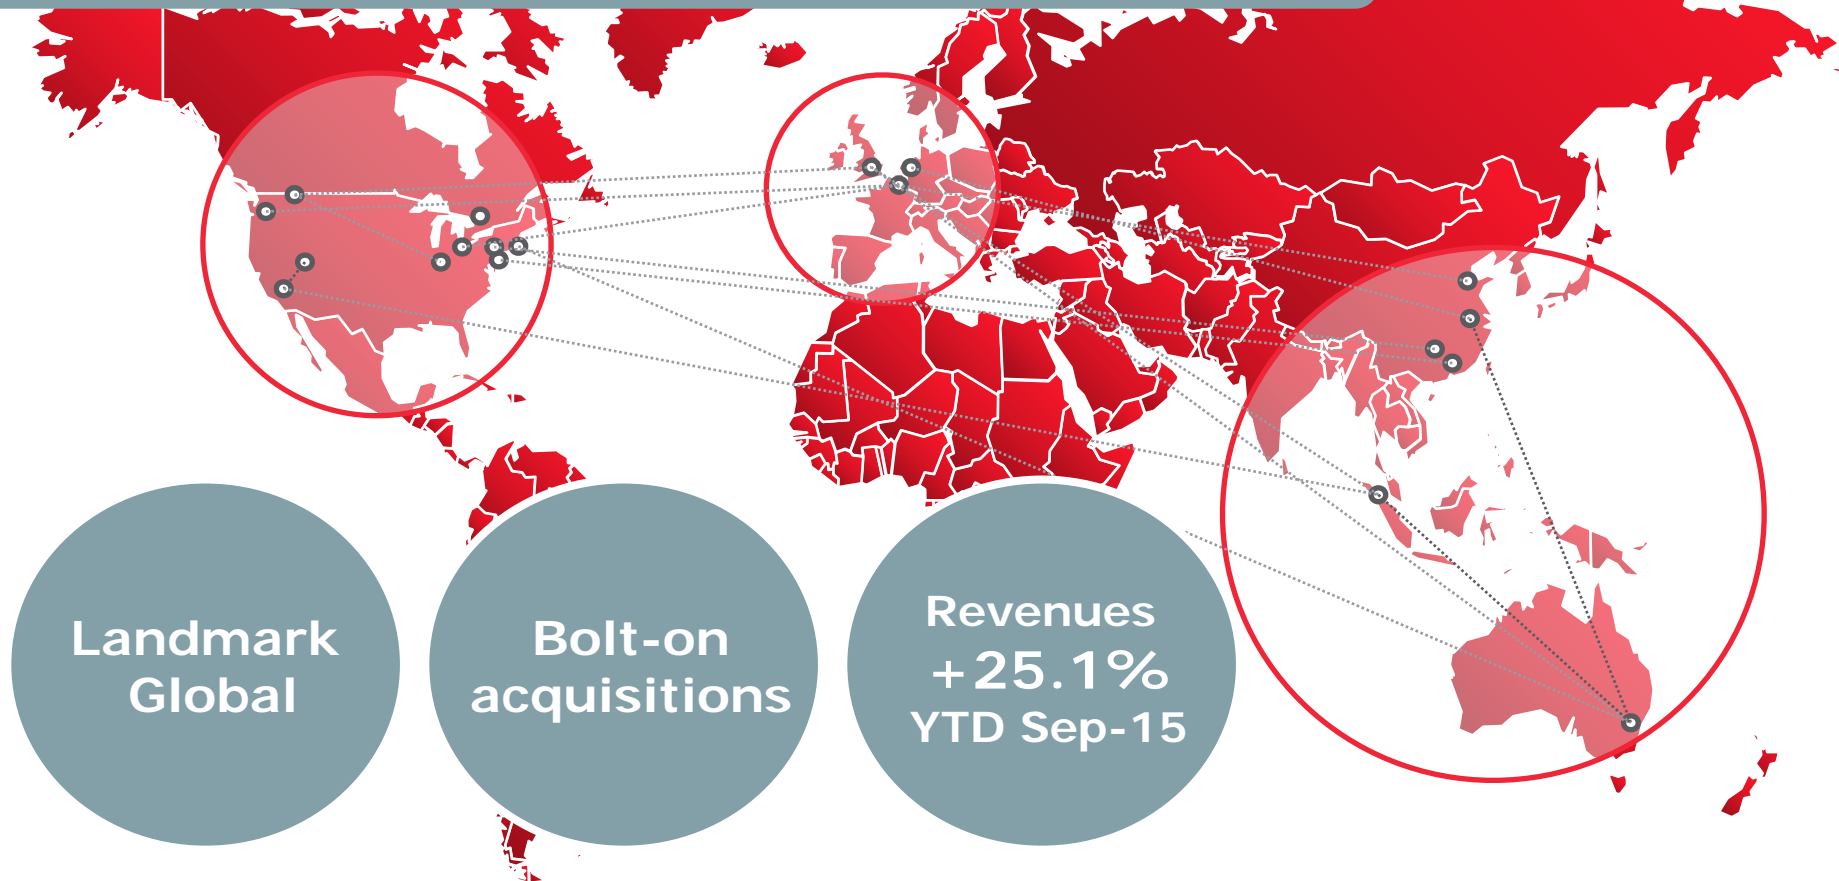 Landmark
Global
Bolt-on
acquisitions
Revenues
+25.1%
YTD Sep-15